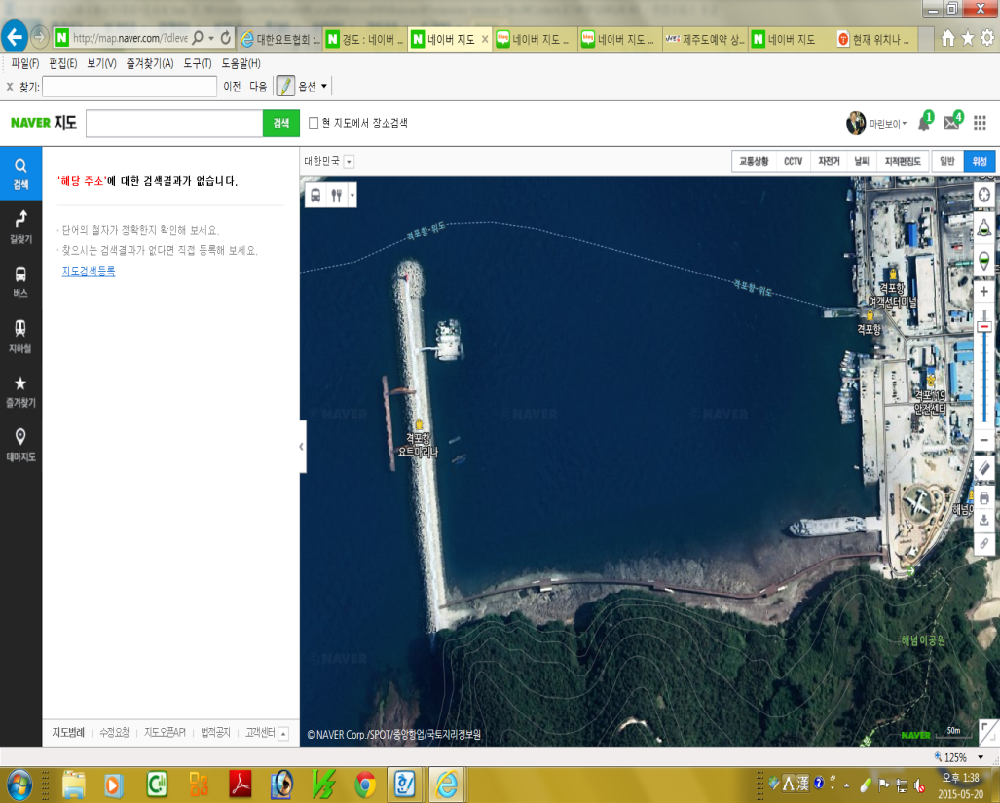 http://map.naver.com/?dleve
대한요트협회 :...
경도 : 네이버 ...
네이버 지도
네이버 지도 ...
네이버 지도 ...
제주도예약 상...
네이버 지도
현재 위치나 ...
파일(F) 편집(E) 보기(V) 즐겨찾기(A) 도구(T) 도움말(H)
x 찾기: 이전 다음 옵션
NAVER 지도 검색 현 지도에서 장소검색 마린보이 1 4
대한민국 교통상황 CCTV 자전거 날씨 지적편집도 일반 위성
검색
길찾기
버스
지하철
즐겨찾기
테마지도
'해당 주소'에 대한 검색결과가 없습니다.
· 단어의 철자가 정확한지 확인해 보세요.
· 찾으시는 검색결과가 없다면 직접 등록해 보세요.
지도검색등록
격포항-위도
격포항-위도
격포항
여객선터미널
격포항
격포119
안전센터
격포항
요트마리나
NAVER
NAVER
NAVER
해넘이
해넘이공원
© NAVER
© NAVER Corp./SPOT/중앙항업/국토지리정보원
NAVER 50m
지도범례 수정요청 지도오픈API 법적공지 고객센터
125%
A 漢
오후 1:38
2015-05-20